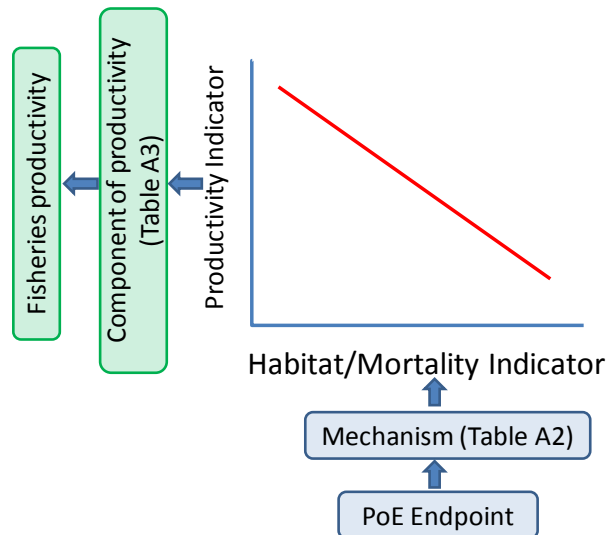 Fisheries productivity
Component of productivity
(Table A3)
Productivity Indicator
Habitat/Mortality Indicator
Mechanism (Table A2)
PoE Endpoint